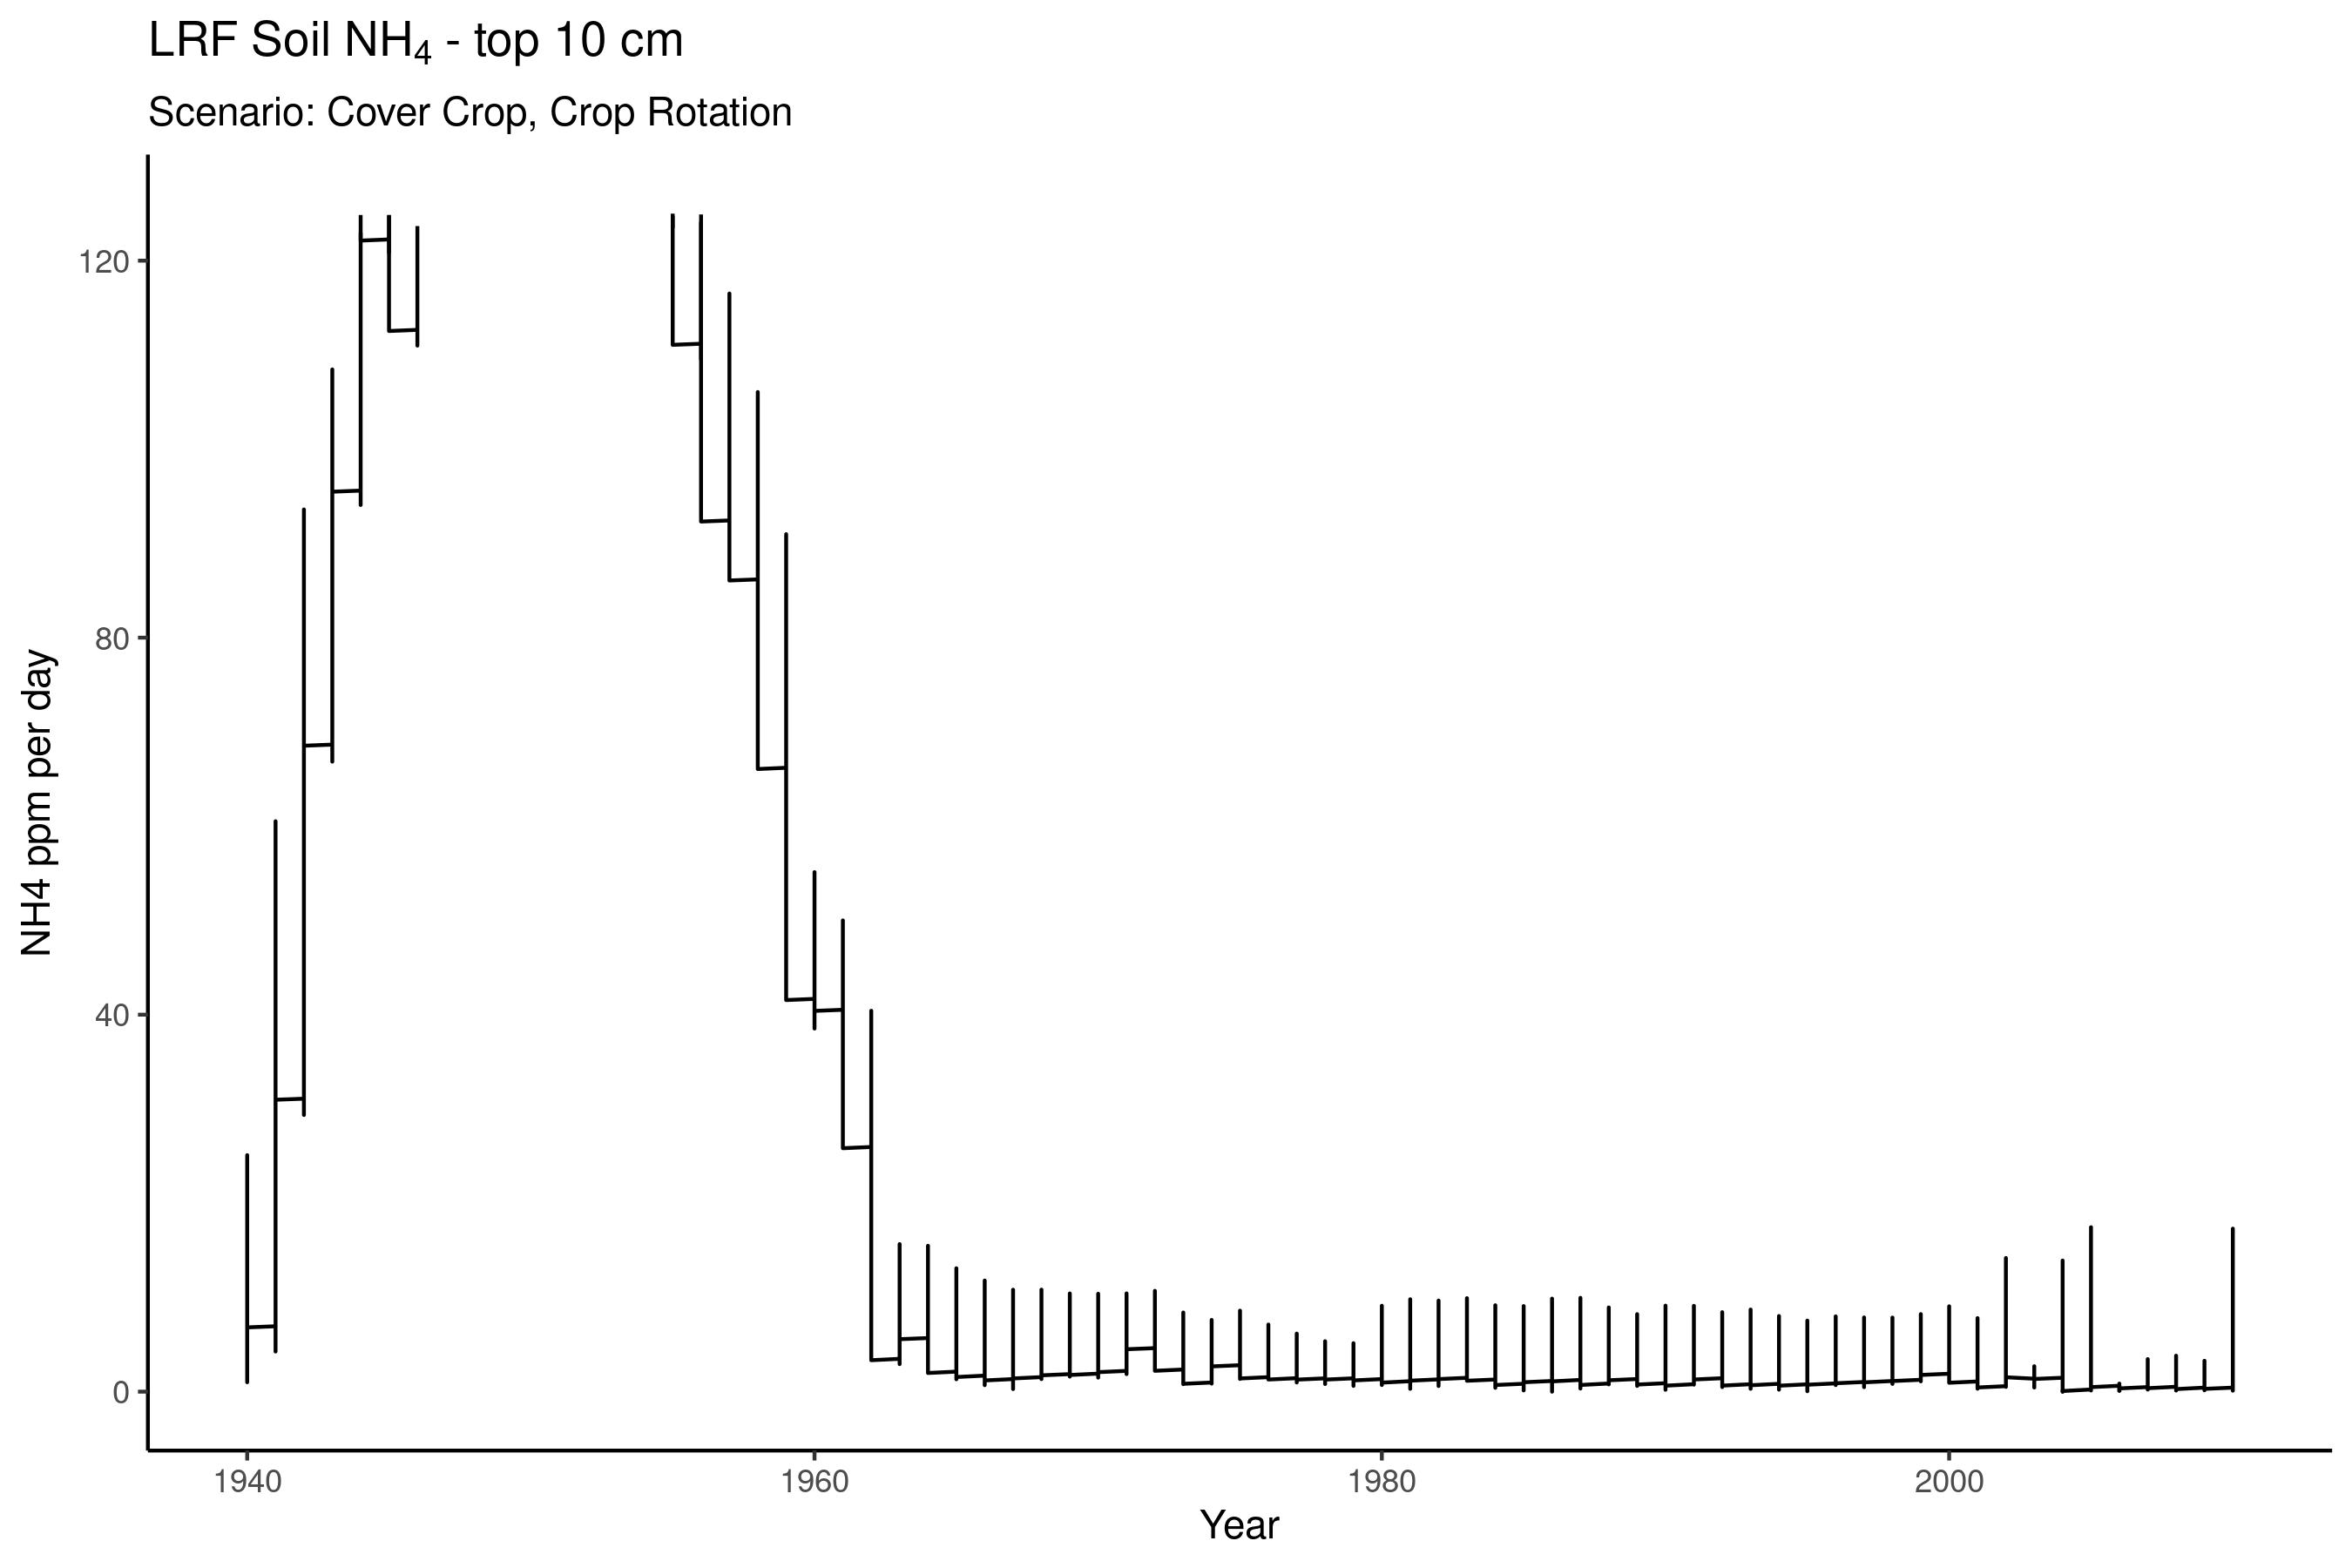 LRF Soil NH₄ - top 10 cm
Scenario: Cover Crop, Crop Rotation
NH4 ppm per day
120
80
40
0
1940 1960 1980 2000
Year